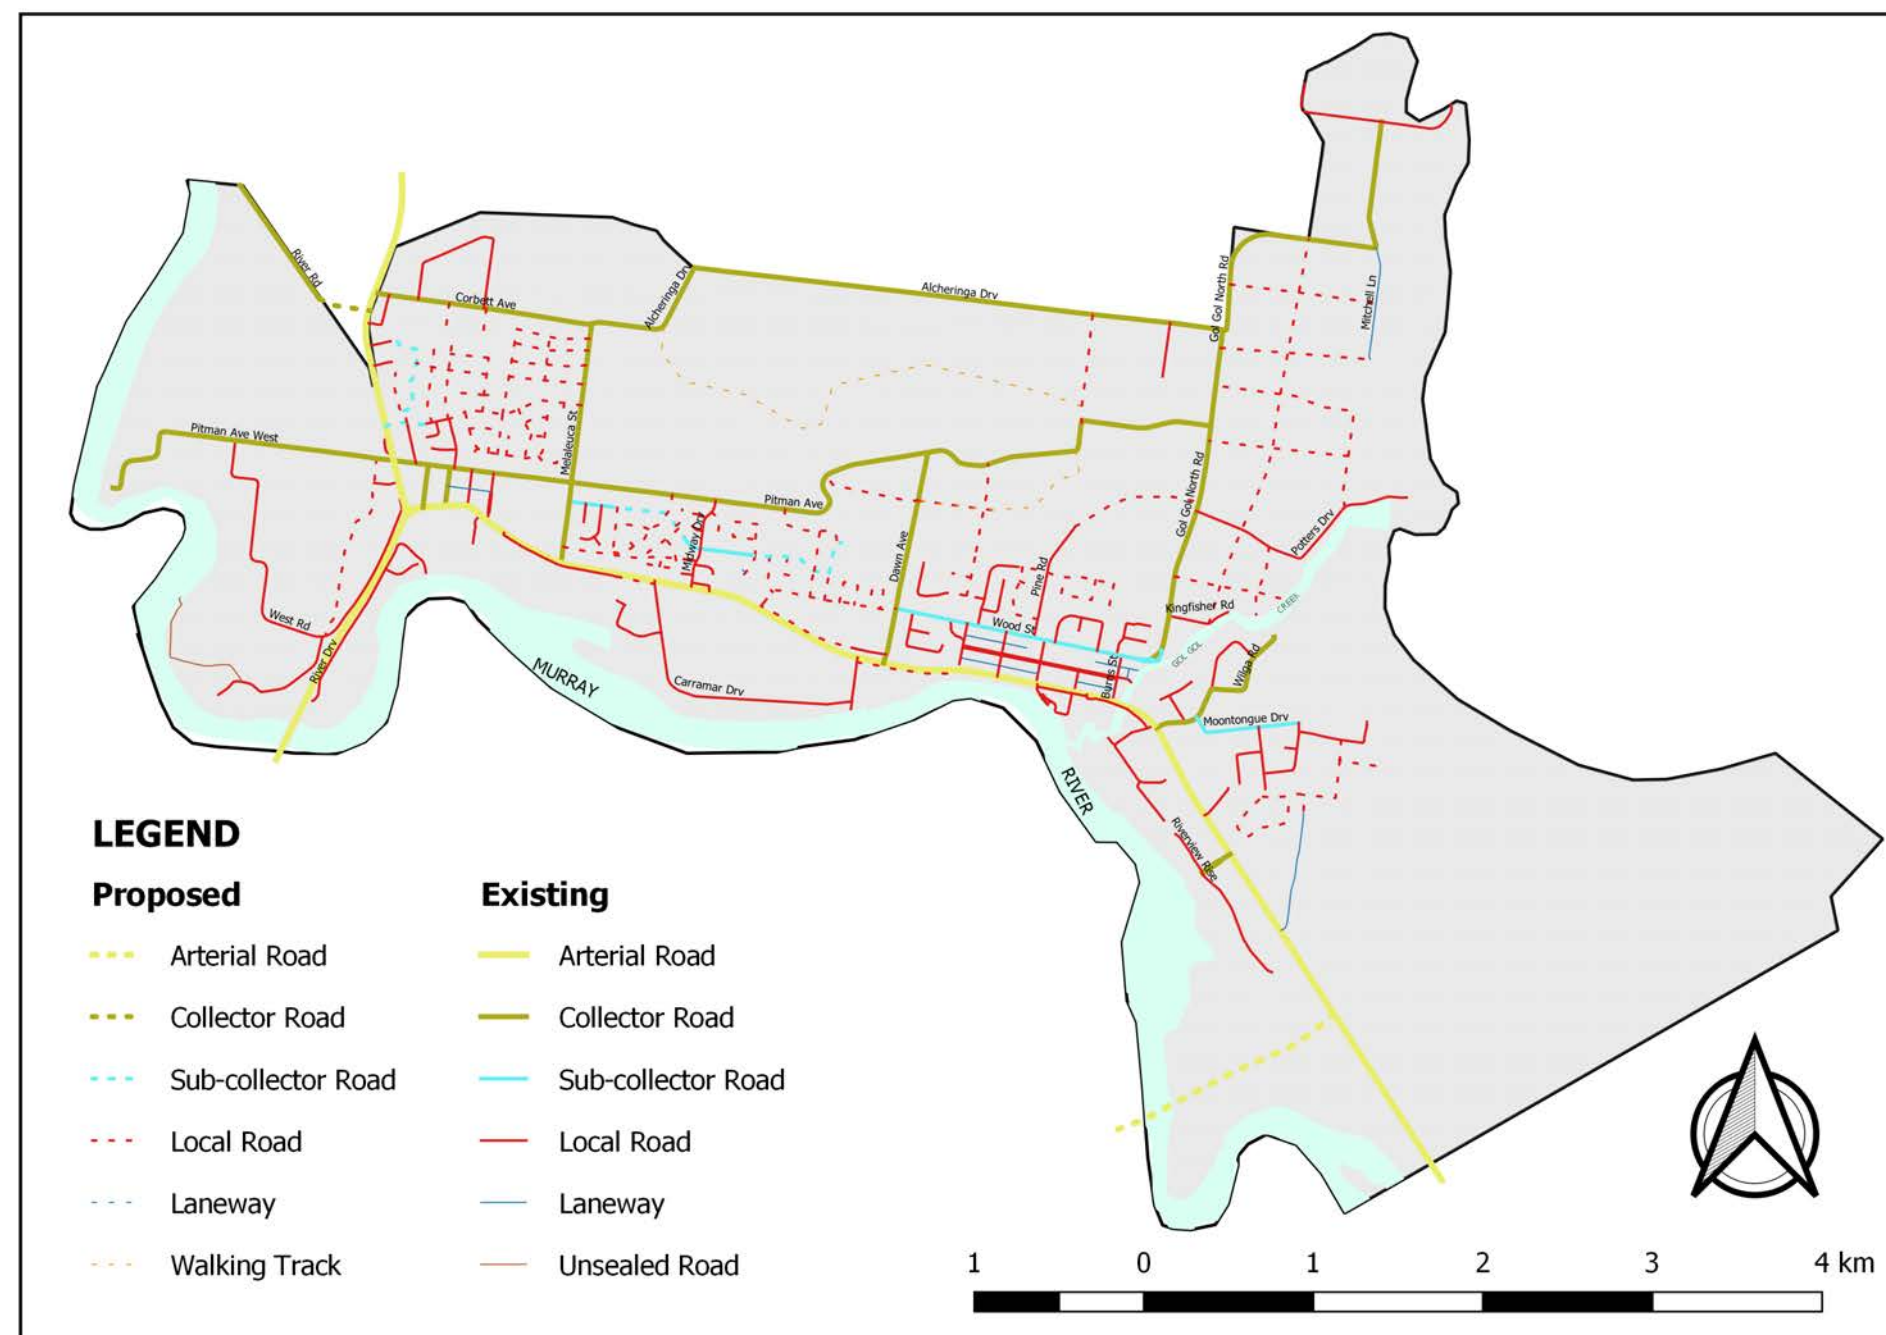 River Rd
Corbett Ave
Alcheringa Drv
Alcheringa Drv
Gol Gol North Rd
Mitchell Ln
Pitman Ave West
Melaleuca St
Pitman Ave
Midway Drv
Dawn Ave
Pine Rd
Gol Gol North Rd
Potters Drv
Kingfisher Rd
CREEK
GOL GOL
West Rd
River Drv
Wood St
Burns St
Wilga Rd
MURRAY
Carramar Drv
Moontongue Drv
RIVER
Riverview Rise
LEGEND
Proposed
Arterial Road
Collector Road
Sub-collector Road
Local Road
Laneway
Walking Track
Existing
Arterial Road
Collector Road
Sub-collector Road
Local Road
Laneway
Unsealed Road
1 0 1 2 3 4 km